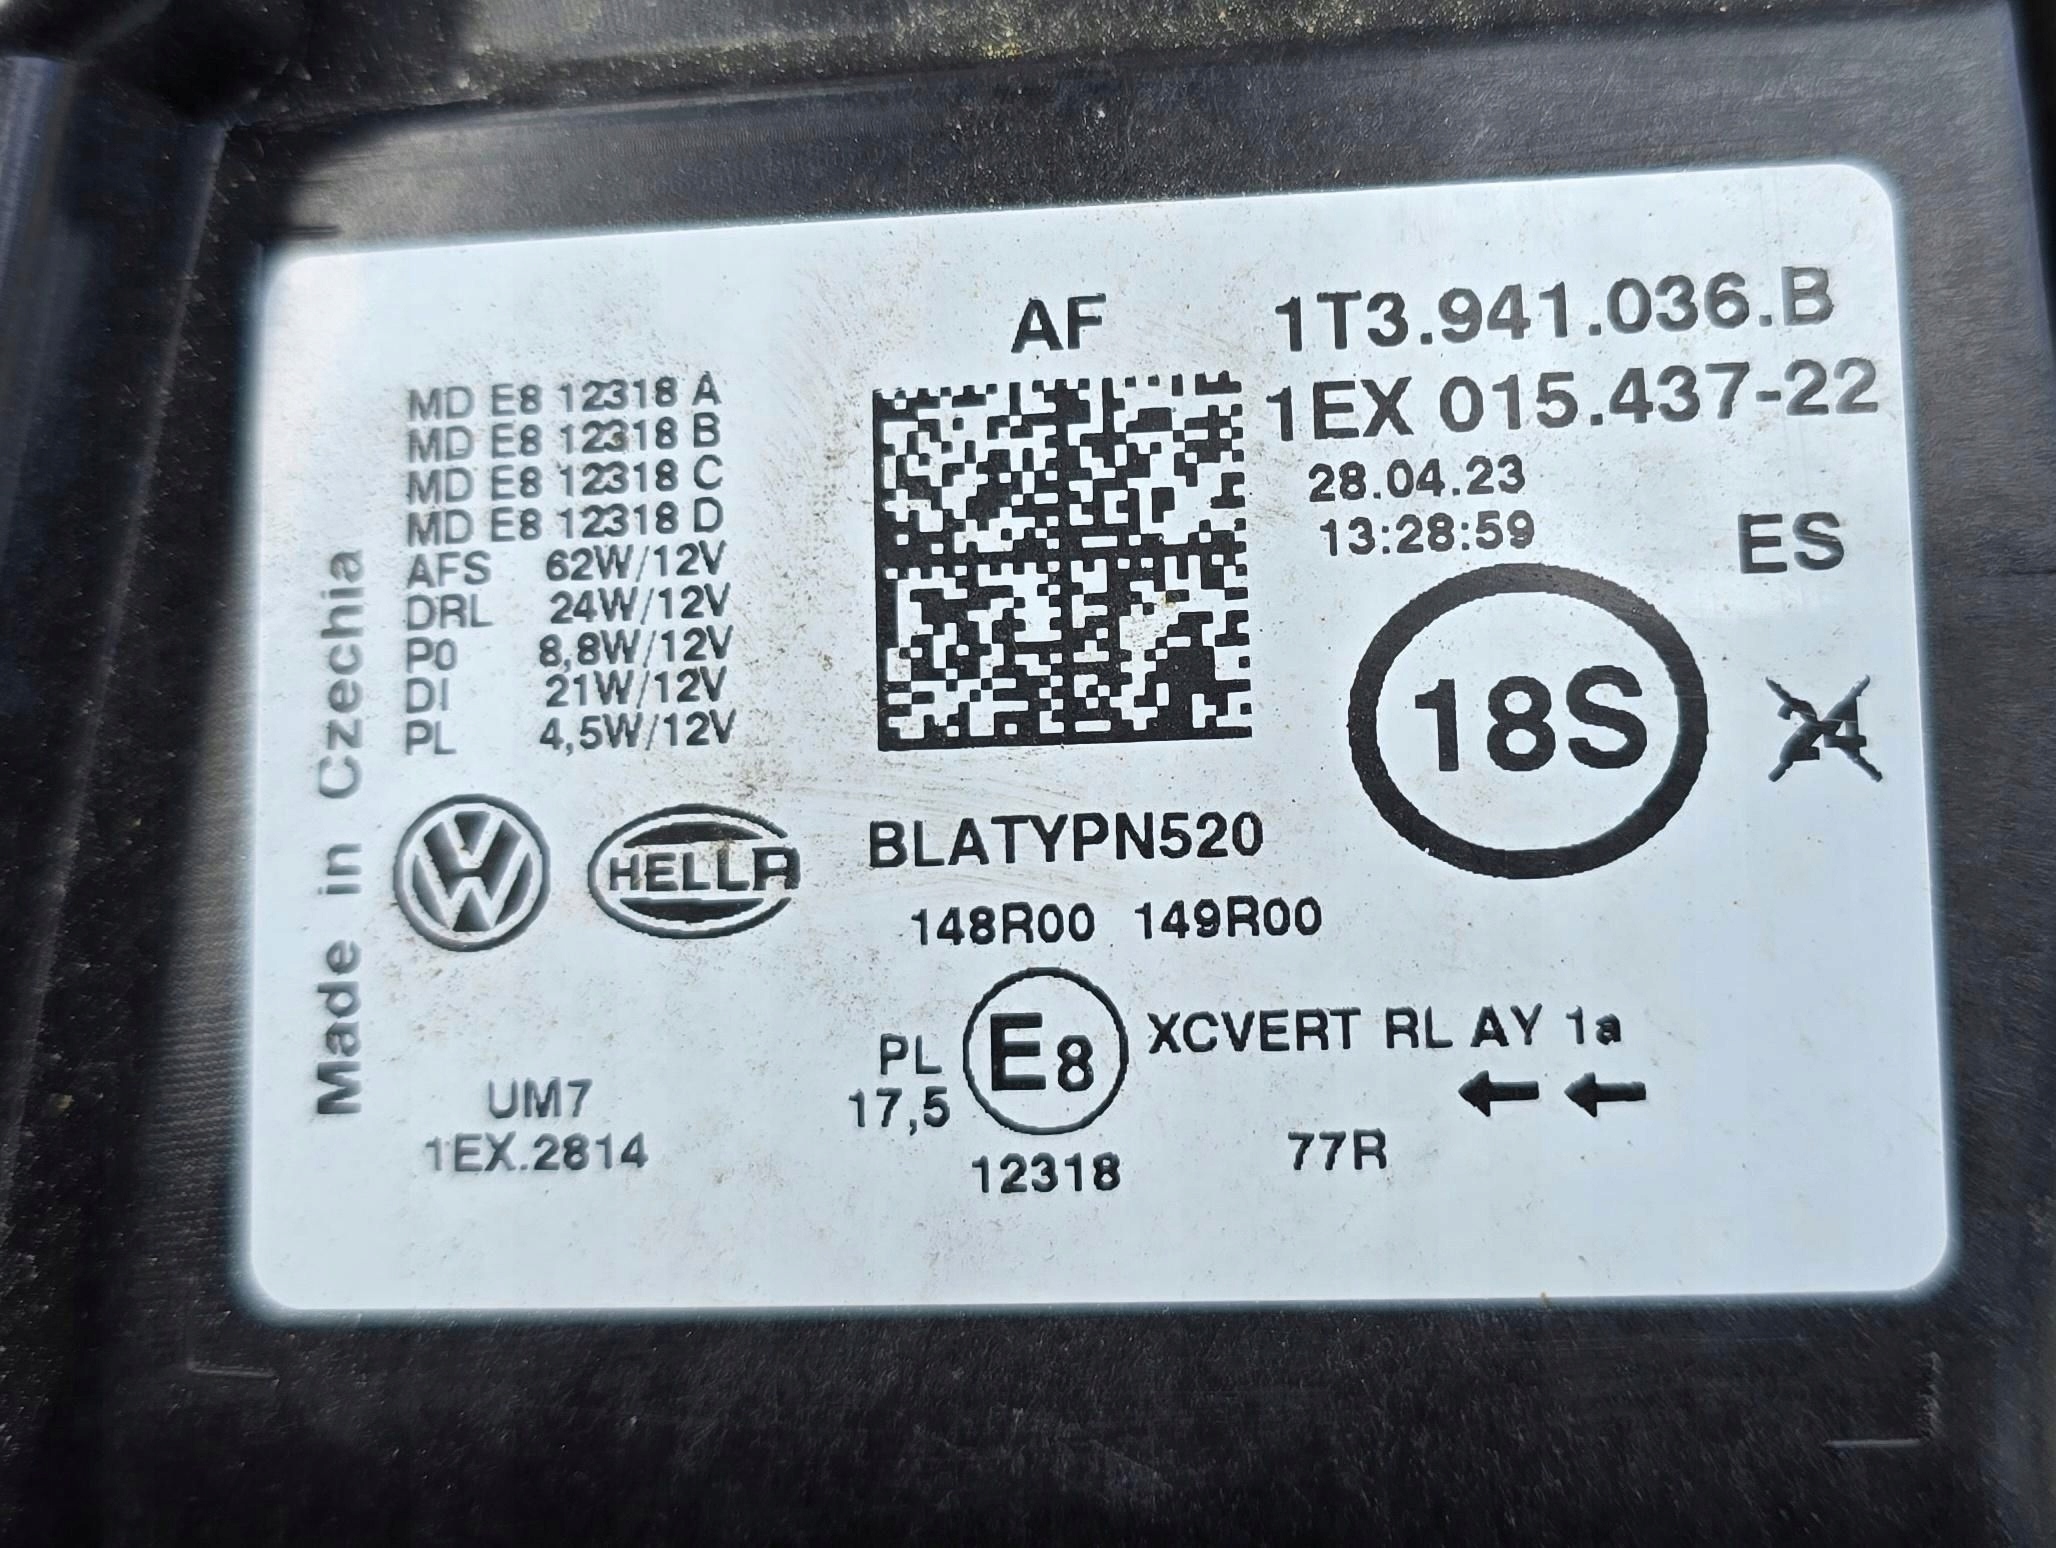 AF
1T3.941.036.B
1EX 015.437-22
28.04.23
13:28:59
ES
MD E8 12318 A
MD E8 12318 B
MD E8 12318 C
MD E8 12318 D
AFS 62W/12V
DRL 24W/12V
P0 8,8W/12V
DI 21W/12V
PL 4,5W/12V
Made in Czechia
18S
24
HELLA
BLATYPN520
148R00 149R00
PL
17,5
E8
12318
XCVERT RL AY 1a
← ←
77R
UM7
1EX.2814